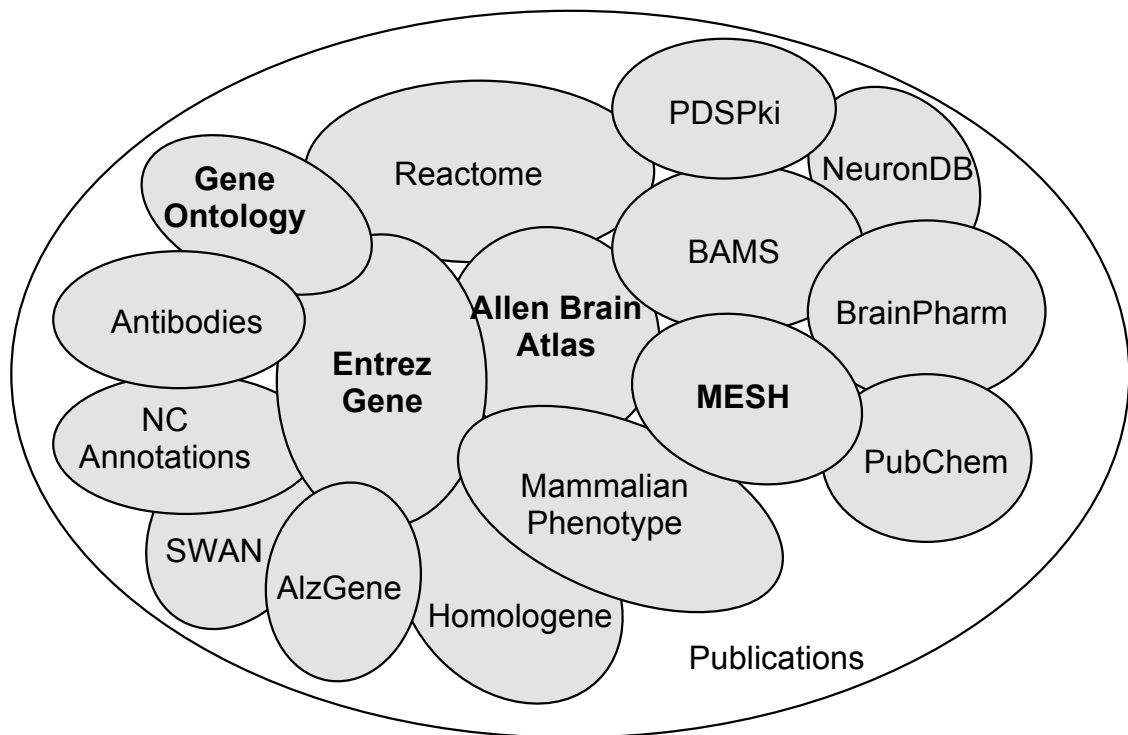 PDSPki
NeuronDB
Reactome
Gene
Ontology
BAMS
Antibodies
Allen Brain
Atlas
BrainPharm
Entrez
Gene
MESH
NC
Annotations
PubChem
Mammalian
Phenotype
SWAN
AlzGene
Homologene
Publications